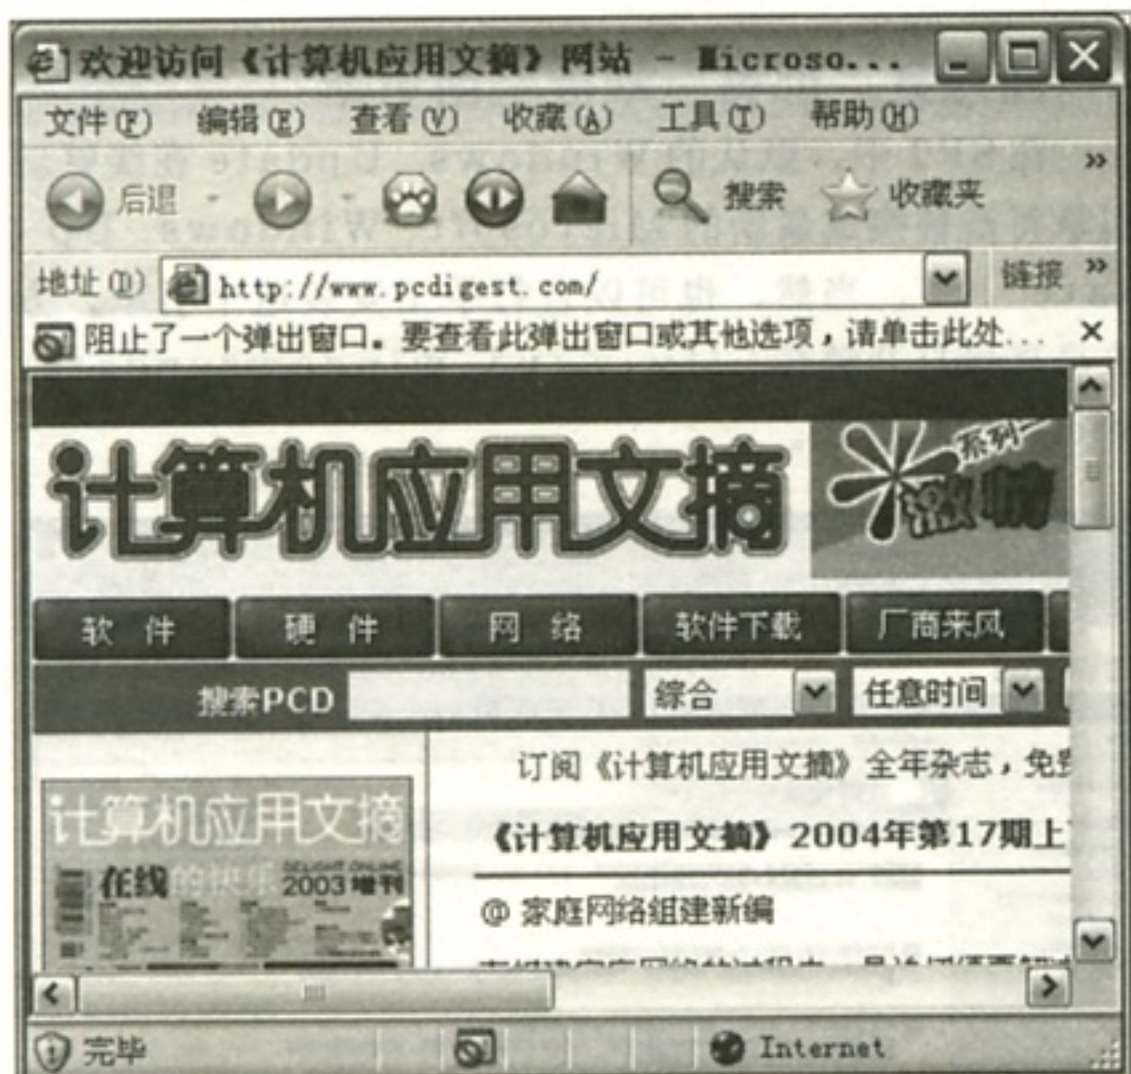 欢迎访问《计算机应用文摘》网站 - Microso...
文件(F) 编辑(E) 查看(V) 收藏(A) 工具(T) 帮助(H)
后退 搜索 收藏夹 »
地址(D) http://www.pcdigest.com/ 链接 »
阻止了一个弹出窗口。要查看此弹出窗口或其他选项，请单击此处... ×
计算机应用文摘 系列一
激情
软 件 硬 件 网 络 软件下载 厂商来风
搜索PCD 综合 任意时间
订阅《计算机应用文摘》全年杂志，免费
计算机应用文摘
《计算机应用文摘》2004年第17期上
在线的快乐 DELIGHT ONLINE
2003增刊
@ 家庭网络组建新编
完毕 Internet